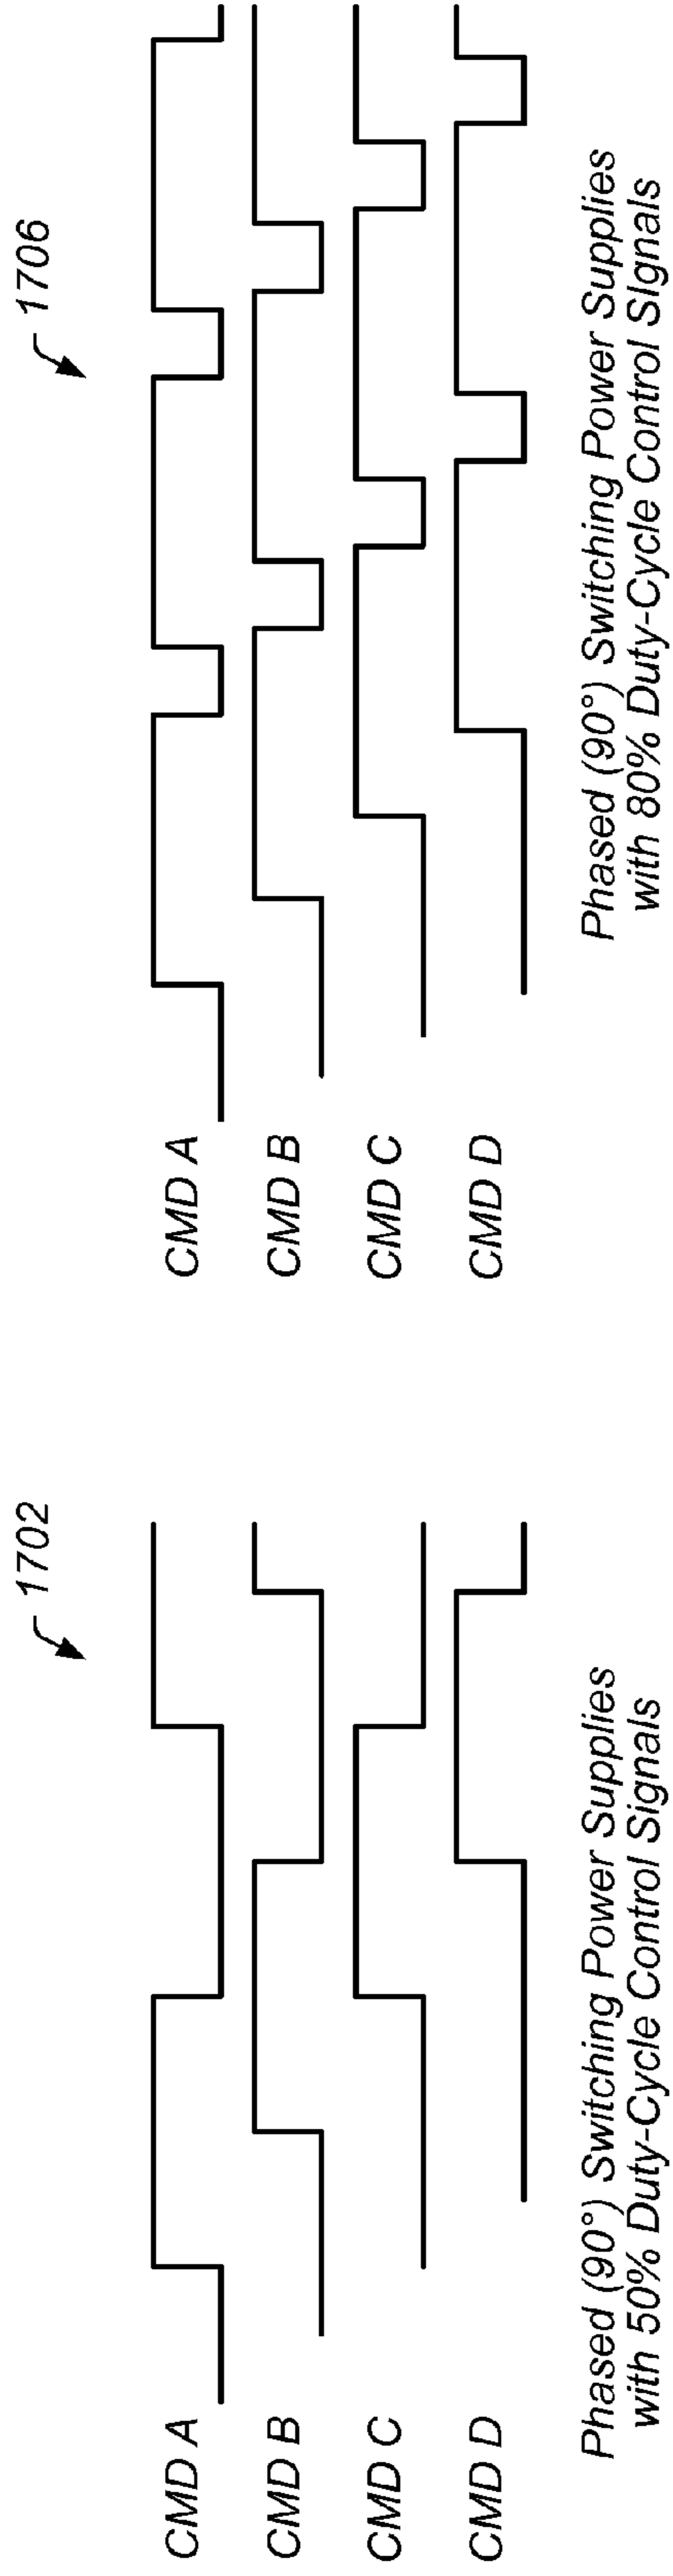 1702
CMD A
CMD B
CMD C
CMD D
Phased (90°) Switching Power Supplies
with 50% Duty-Cycle Control Signals
1706
CMD A
CMD B
CMD C
CMD D
Phased (90°) Switching Power Supplies
with 80% Duty-Cycle Control SIgnals